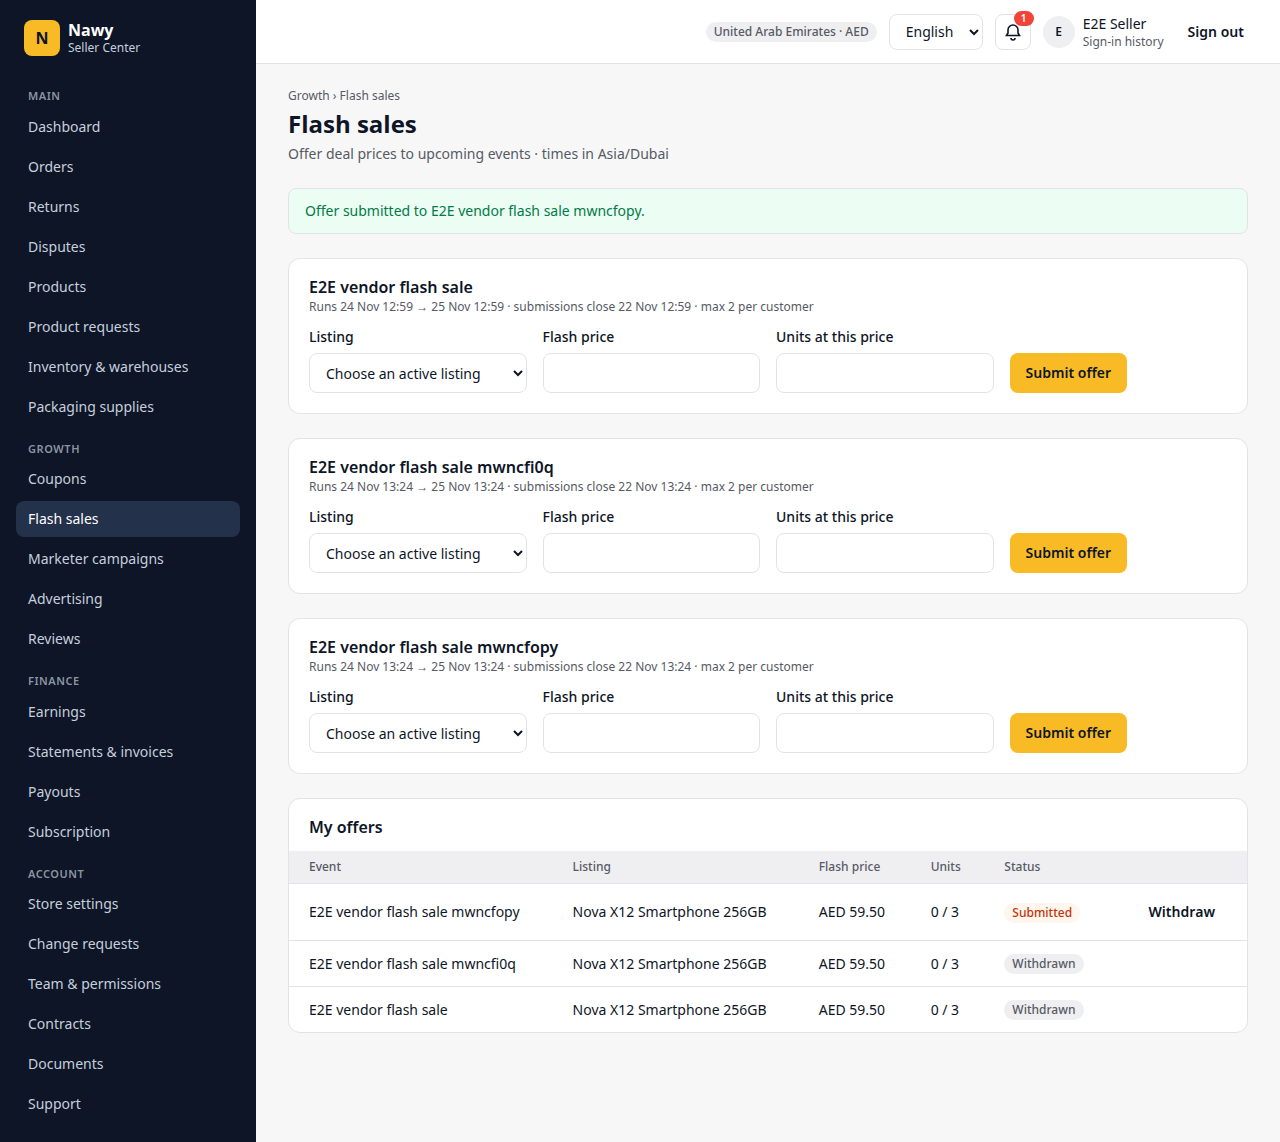 N
Nawy
Seller Center
United Arab Emirates · AED
English
1
E
E2E Seller
Sign-in history
Sign out
MAIN
Dashboard
Orders
Returns
Disputes
Products
Product requests
Inventory & warehouses
Packaging supplies
GROWTH
Coupons
Flash sales
Marketer campaigns
Advertising
Reviews
FINANCE
Earnings
Statements & invoices
Payouts
Subscription
ACCOUNT
Store settings
Change requests
Team & permissions
Contracts
Documents
Support
Growth › Flash sales
Flash sales
Offer deal prices to upcoming events · times in Asia/Dubai
Offer submitted to E2E vendor flash sale mwncfopy.
E2E vendor flash sale
Runs 24 Nov 12:59 → 25 Nov 12:59 · submissions close 22 Nov 12:59 · max 2 per customer
Listing Flash price Units at this price
Choose an active listing Submit offer
E2E vendor flash sale mwncfi0q
Runs 24 Nov 13:24 → 25 Nov 13:24 · submissions close 22 Nov 13:24 · max 2 per customer
Listing Flash price Units at this price
Choose an active listing Submit offer
E2E vendor flash sale mwncfopy
Runs 24 Nov 13:24 → 25 Nov 13:24 · submissions close 22 Nov 13:24 · max 2 per customer
Listing Flash price Units at this price
Choose an active listing Submit offer
My offers
Event Listing Flash price Units Status
E2E vendor flash sale mwncfopy Nova X12 Smartphone 256GB AED 59.50 0 / 3 Submitted Withdraw
E2E vendor flash sale mwncfi0q Nova X12 Smartphone 256GB AED 59.50 0 / 3 Withdrawn
E2E vendor flash sale Nova X12 Smartphone 256GB AED 59.50 0 / 3 Withdrawn